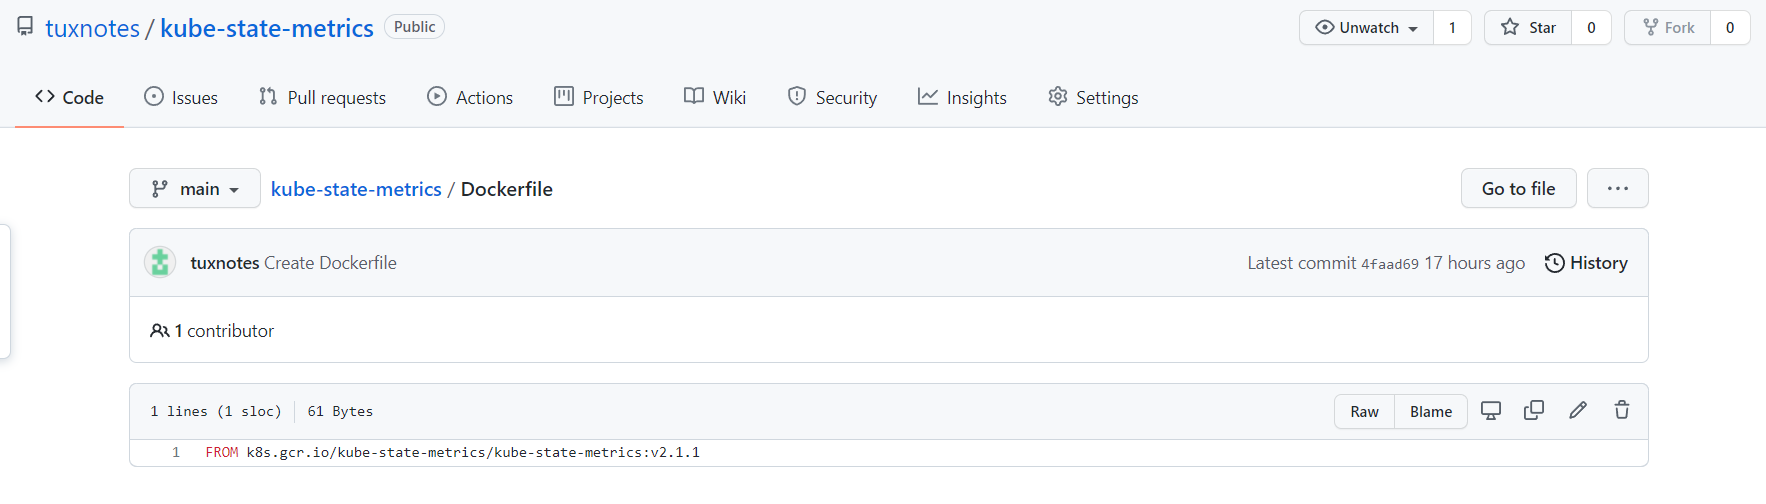 tuxnotes / kube-state-metrics Public Unwatch 1 Star 0 Fork 0
Code Issues Pull requests Actions Projects Wiki Security Insights Settings
main kube-state-metrics / Dockerfile Go to file ...
tuxnotes Create Dockerfile Latest commit 4faad69 17 hours ago History
1 contributor
1 lines (1 sloc) 61 Bytes Raw Blame
1 FROM k8s.gcr.io/kube-state-metrics/kube-state-metrics:v2.1.1